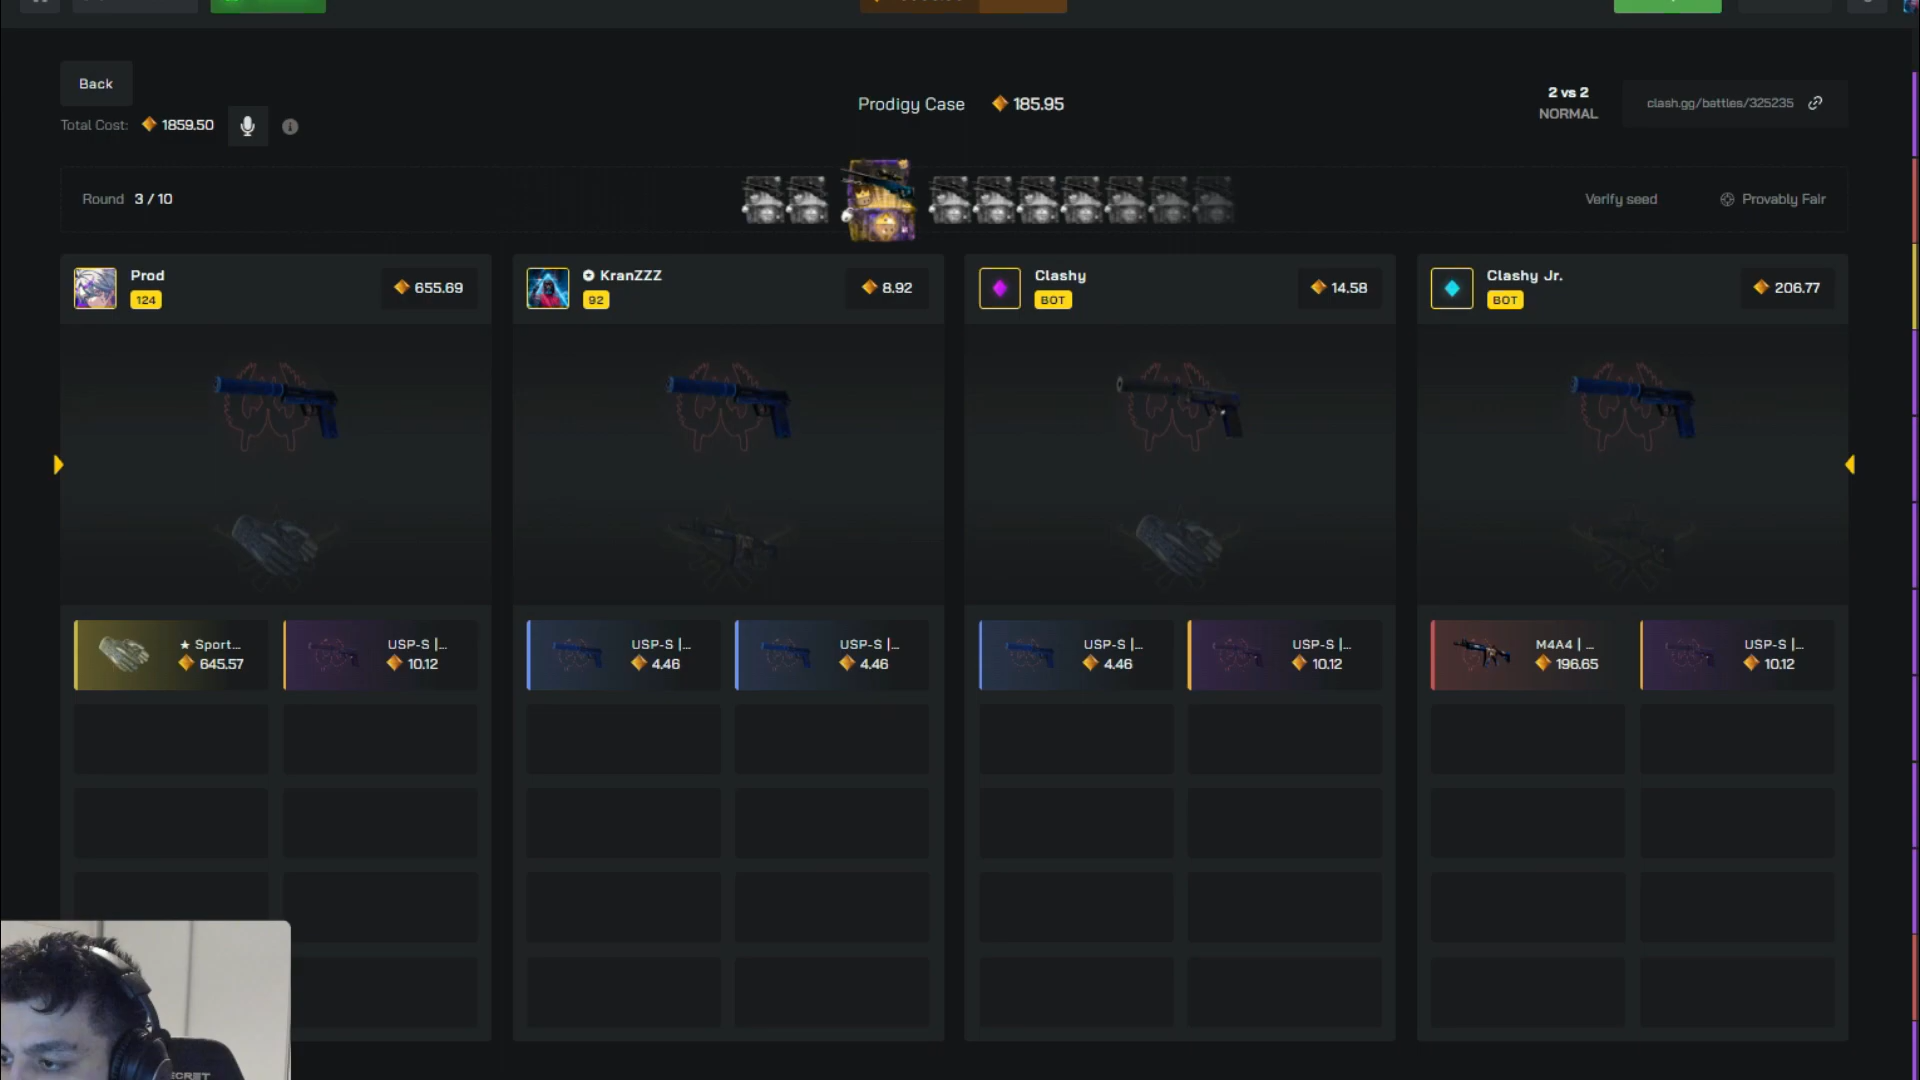 Back
Total Cost: 1859.50
Prodigy Case 185.95
2 vs 2
NORMAL
clash.gg/battles/325235
Round 3 / 10
Verify seed
Provably Fair
Prod
124
655.69
KranZZZ
92
8.92
Clashy
BOT
14.58
Clashy Jr.
BOT
206.77
★ Sport...
645.57
USP-S |...
10.12
USP-S |...
4.46
USP-S |...
4.46
USP-S |...
4.46
USP-S |...
10.12
M4A4 | ...
196.65
USP-S |...
10.12